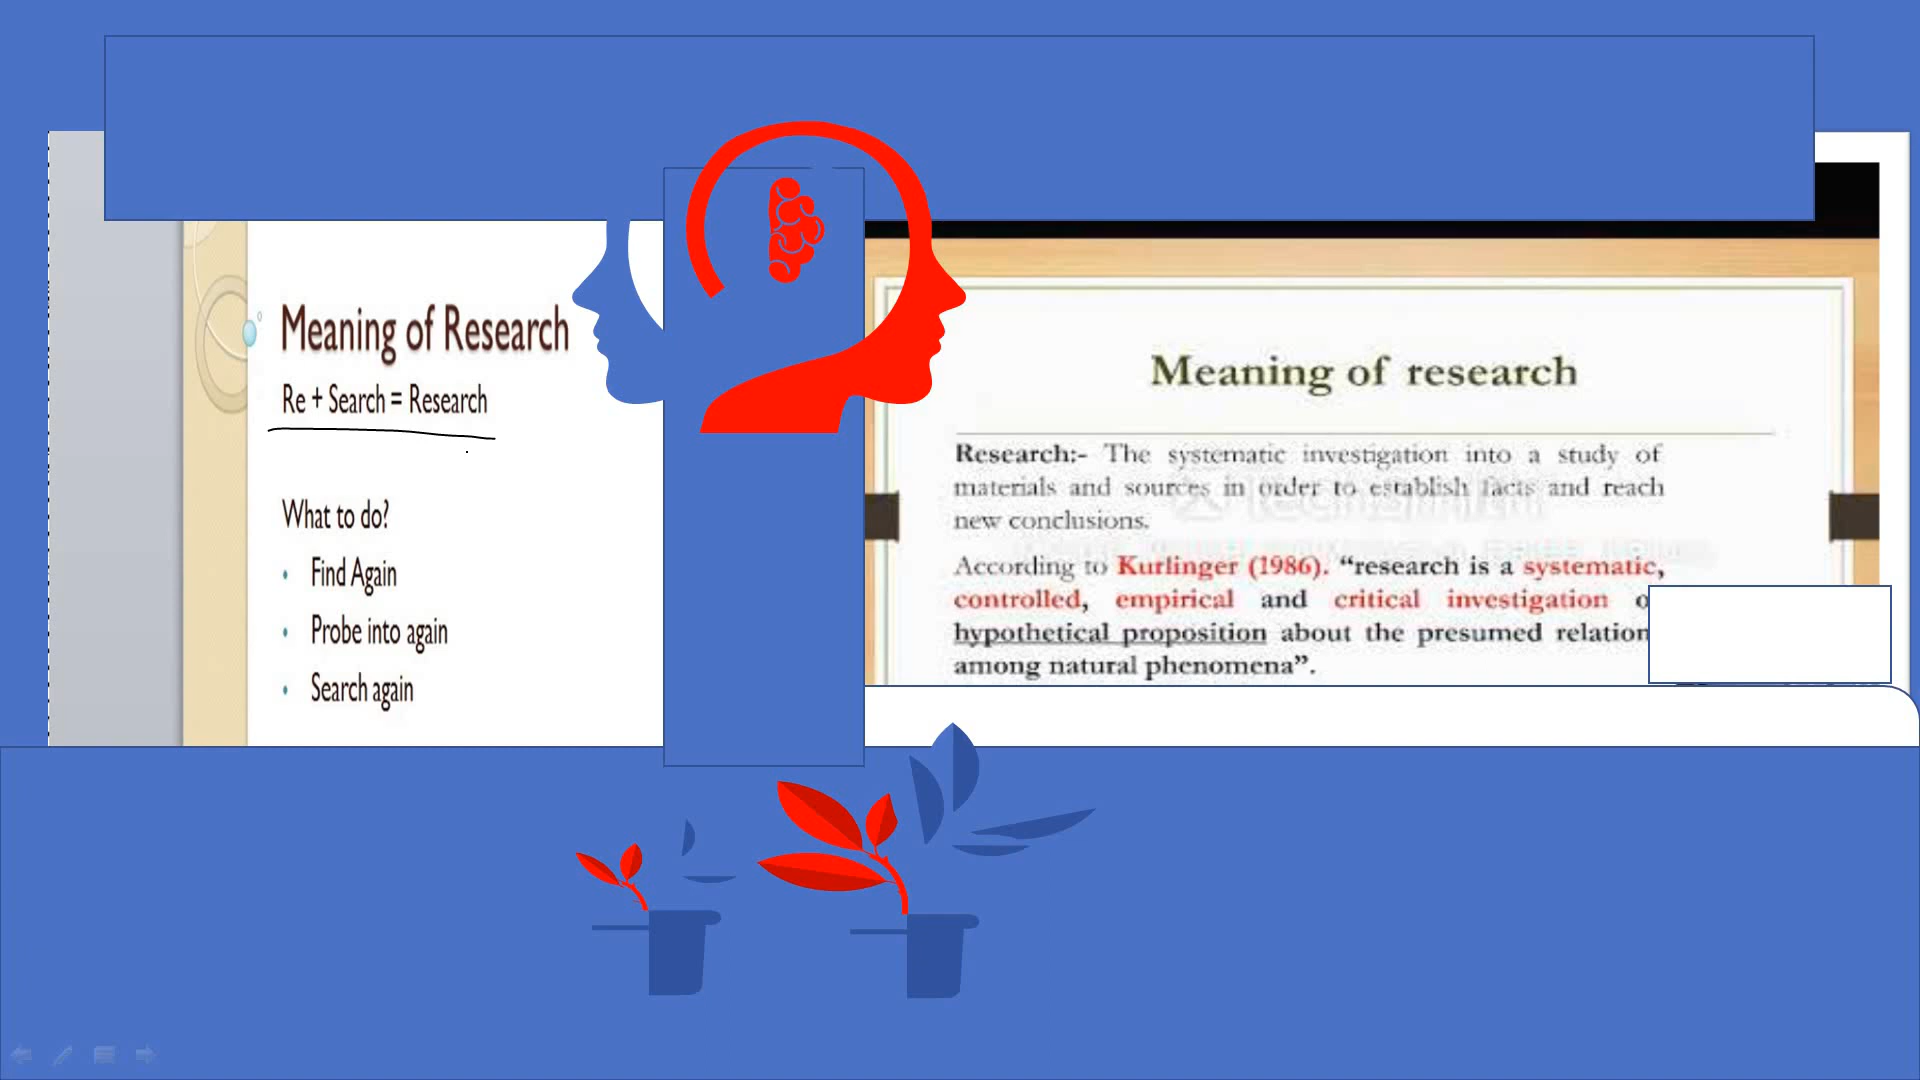 Meaning of Research
Re + Search = Research
What to do?
• Find Again
• Probe into again
• Search again
Meaning of research
Research:- The systematic investigation into a study of
materials and sources in order to establish facts and reach
new conclusions.
According to Kurlinger (1986). “research is a systematic,
controlled, empirical and critical investigation
hypothetical proposition about the presumed relation
among natural phenomena”.